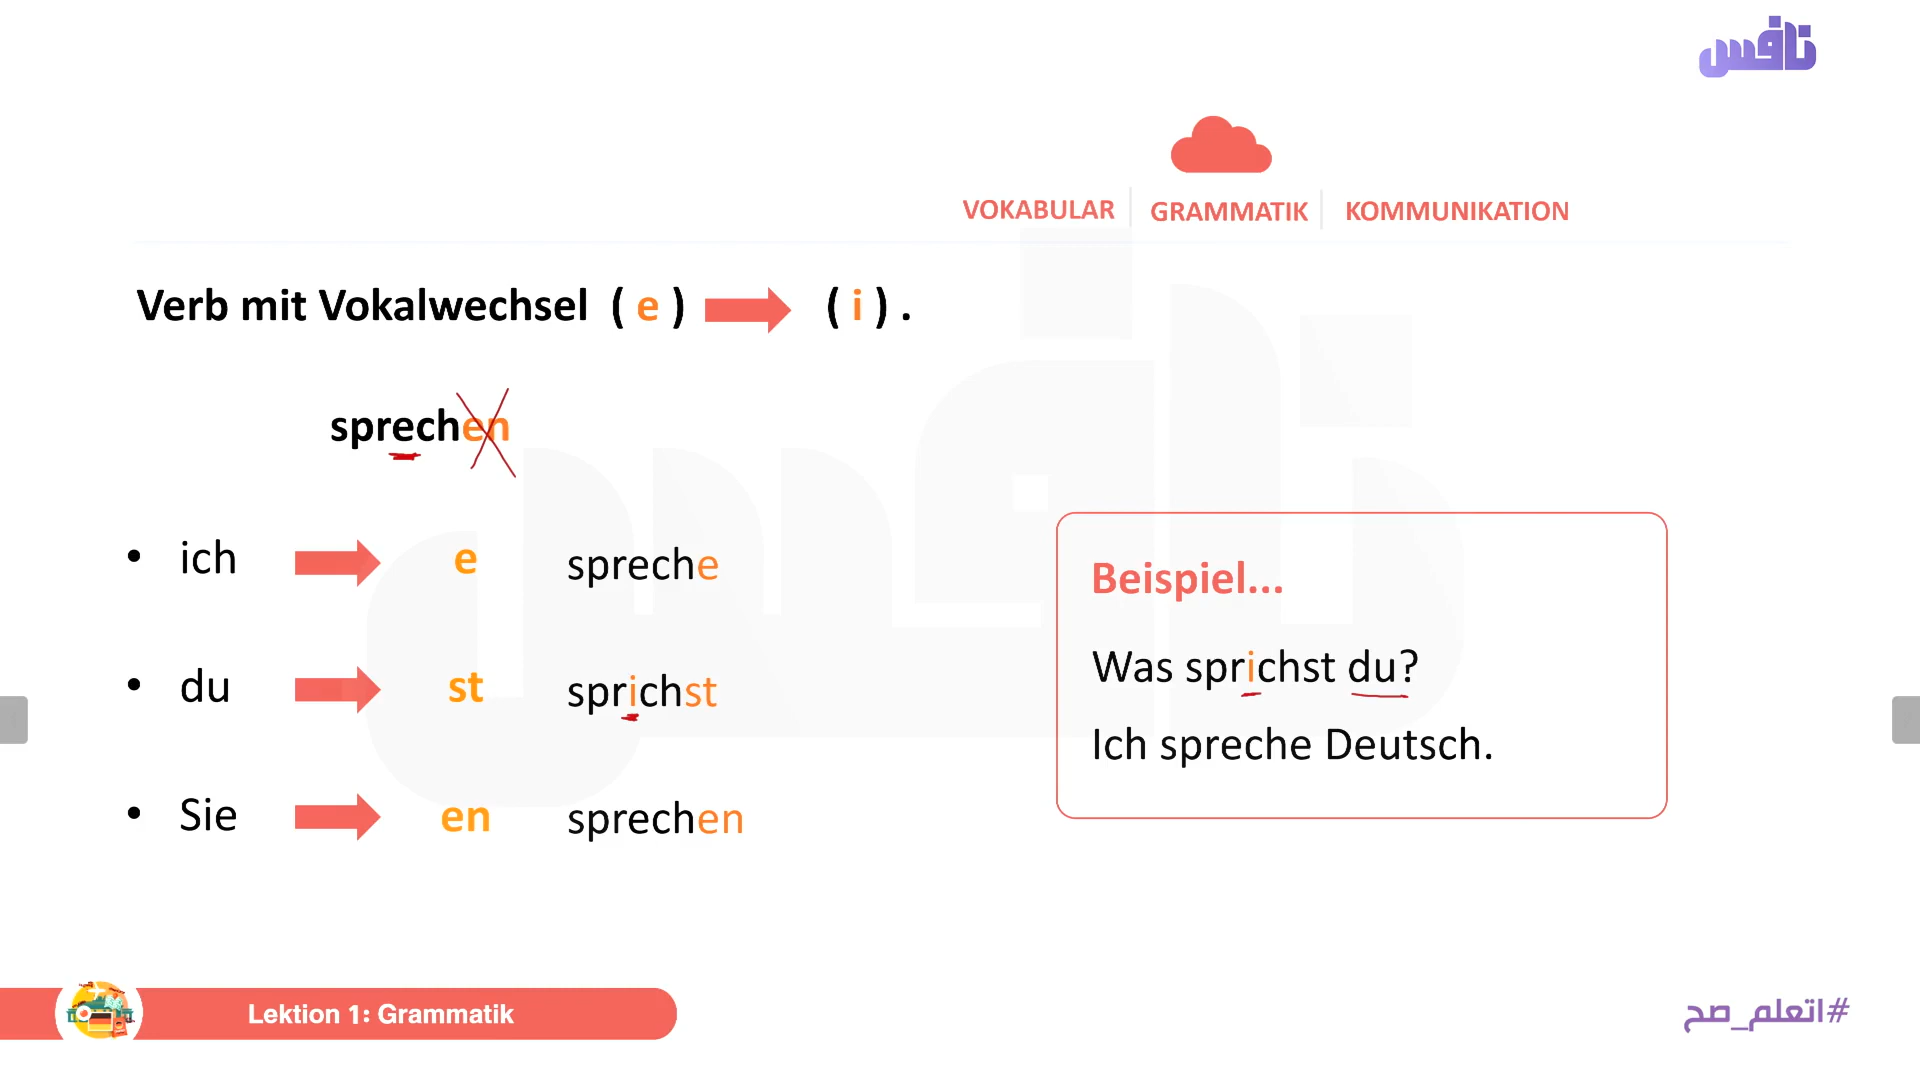 نافس
VOKABULAR GRAMMATIK KOMMUNIKATION
Verb mit Vokalwechsel ( e ) ( i ) .
sprechen
• ich e spreche
• du st sprichst
• Sie en sprechen
Beispiel...
Was sprichst du?
Ich spreche Deutsch.
Lektion 1: Grammatik
#اتعلم_صح